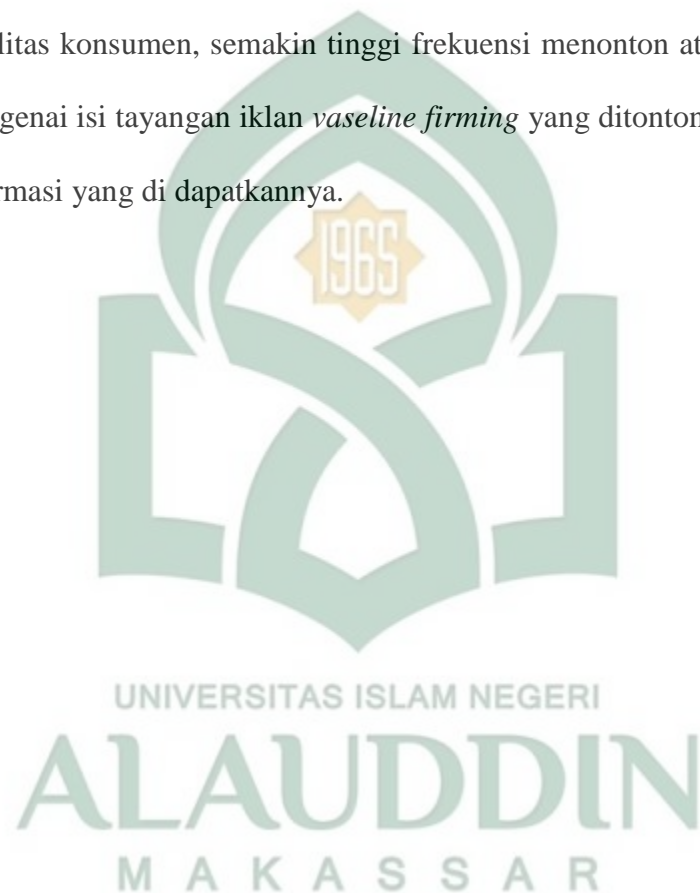 litas konsumen, semakin tinggi frekuensi menonton at
genai isi tayangan iklan vaseline firming yang ditonton
rmasi yang di dapatkannya.
1965
UNIVERSITAS ISLAM NEGERI
ALAUDDIN
MAKASSAR